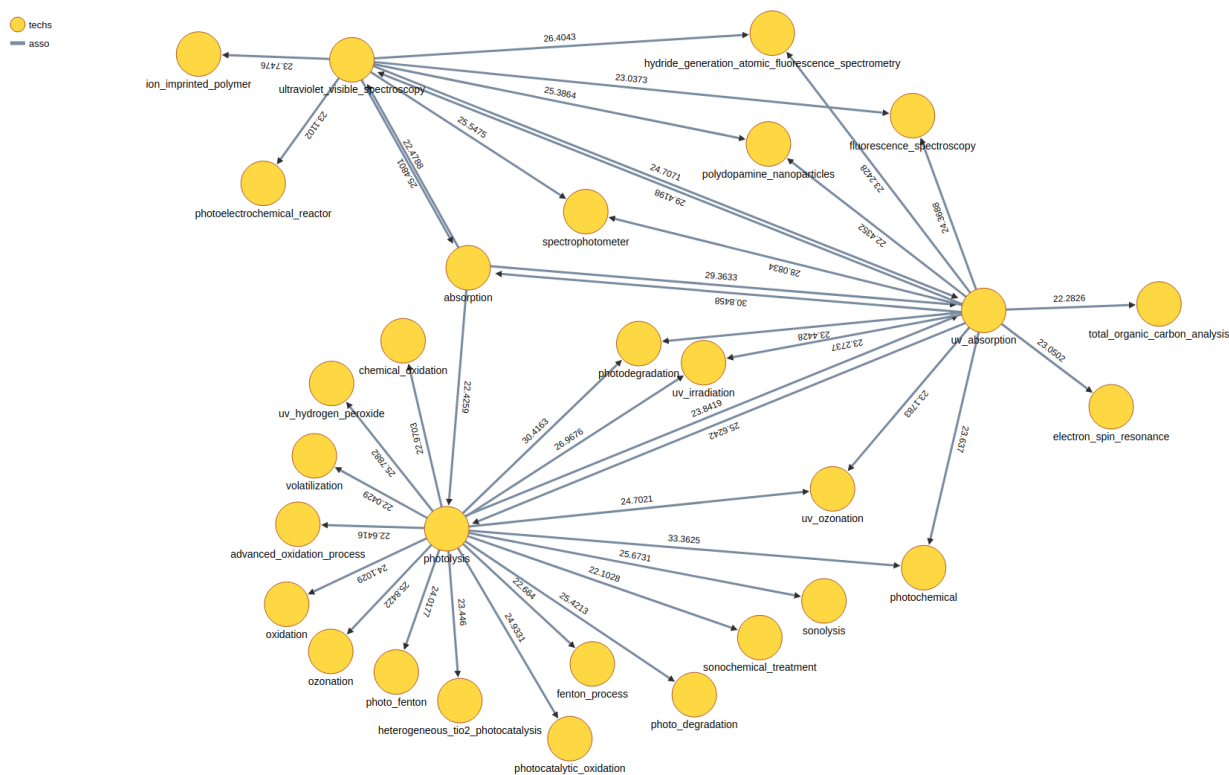 techs
asso
26.4043
hydride_generation_atomic_fluorescence_spectrometry
23.7476
ion_imprinted_polymer
ultraviolet_visible_spectroscopy
23.0373
25.3864
23.1102
25.5475
fluorescence_spectroscopy
22.4788
25.4801
polydopamine_nanoparticles
24.7071
29.4198
23.2428
24.3688
photoelectrochemical_reactor
spectrophotometer
22.4352
28.0834
29.3633
30.8458
absorption
22.2826
total_organic_carbon_analysis
uv_absorption
23.4428
23.2737
23.0502
chemical_oxidation
photodegradation
uv_irradiation
22.4259
uv_hydrogen_peroxide
23.8419
25.6242
23.1783
30.4163
26.9676
22.9703
25.7882
23.637
electron_spin_resonance
volatilization
22.0429
24.7021
uv_ozonation
22.6416
advanced_oxidation_process
photolysis
33.3625
25.6731
22.1028
24.1029
25.8422
24.0177
23.446
22.664
25.4213
24.9331
photochemical
oxidation
sonolysis
sonochemical_treatment
ozonation
photo_fenton
fenton_process
photo_degradation
heterogeneous_tio2_photocatalysis
photocatalytic_oxidation